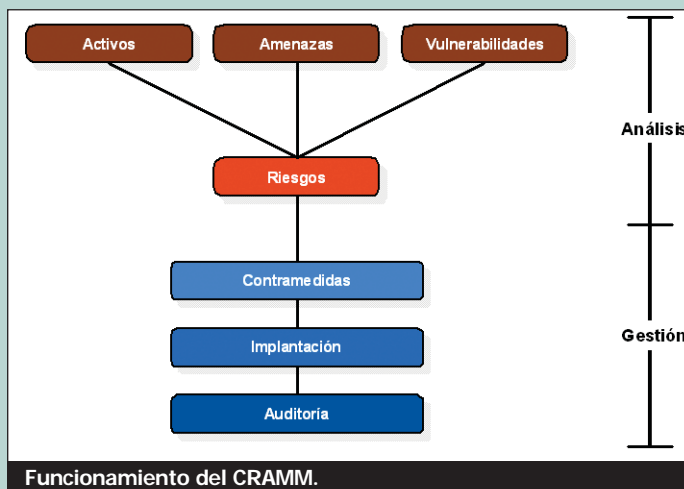 Activos
Amenazas
Vulnerabilidades
Análisis
Riesgos
Contramedidas
Implantación
Gestión
Auditoría
Funcionamiento del CRAMM.